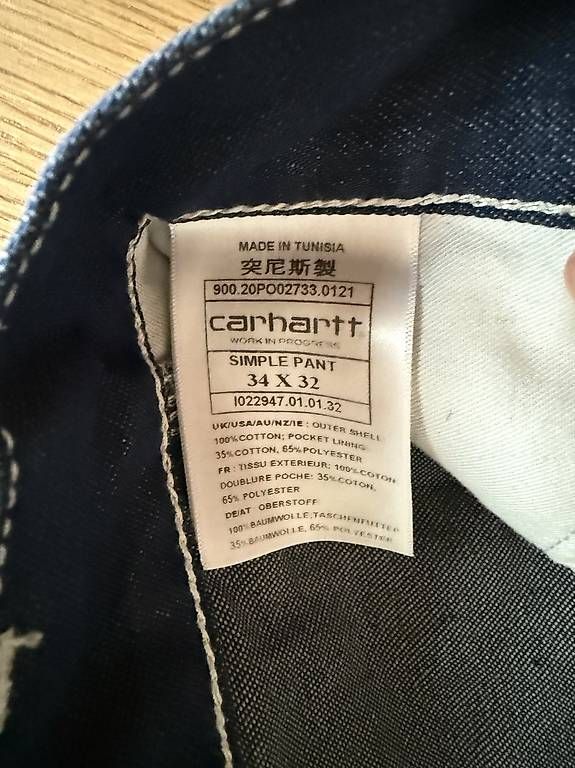 MADE IN TUNISIA
突尼斯製
900.20PO02733.0121
carhartt
WORK IN PROGRESS
SIMPLE PANT
34 X 32
I022947.01.01.32
UK/USA/AU/NZ/IE : OUTER SHELL
100%COTTON; POCKET LINING:
35%COTON, 65%POLYESTER
FR : TISSU EXTERIEUR: 100%COTON
DOUBLURE POCHE: 35%COTON,
65% POLYESTER
DE/AT OBERSTOFF
100%BAUMWOLLE,TASCHENFUTTER
35%BAUMWOLLE, 65% POLYESTER